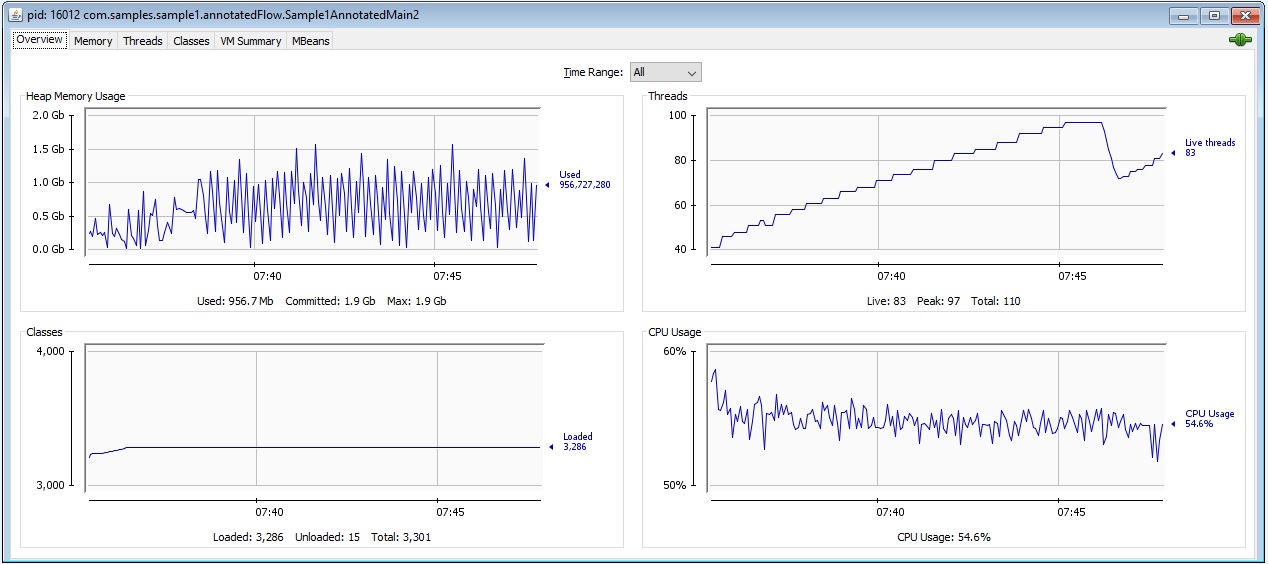 pid: 16012 com.samples.sample1.annotatedFlow.Sample1AnnotatedMain2
Overview Memory Threads Classes VM Summary MBeans
Time Range: All
Heap Memory Usage
2.0 Gb
1.5 Gb
1.0 Gb
0.5 Gb
0.0 Gb
Used
956,727,280
07:40 07:45
Used: 956.7 Mb Committed: 1.9 Gb Max: 1.9 Gb
Threads
100
80
60
40
Live threads
83
07:40 07:45
Live: 83 Peak: 97 Total: 110
Classes
4,000
3,000
Loaded
3,286
07:40 07:45
Loaded: 3,286 Unloaded: 15 Total: 3,301
CPU Usage
60%
50%
CPU Usage
54.6%
07:40 07:45
CPU Usage: 54.6%